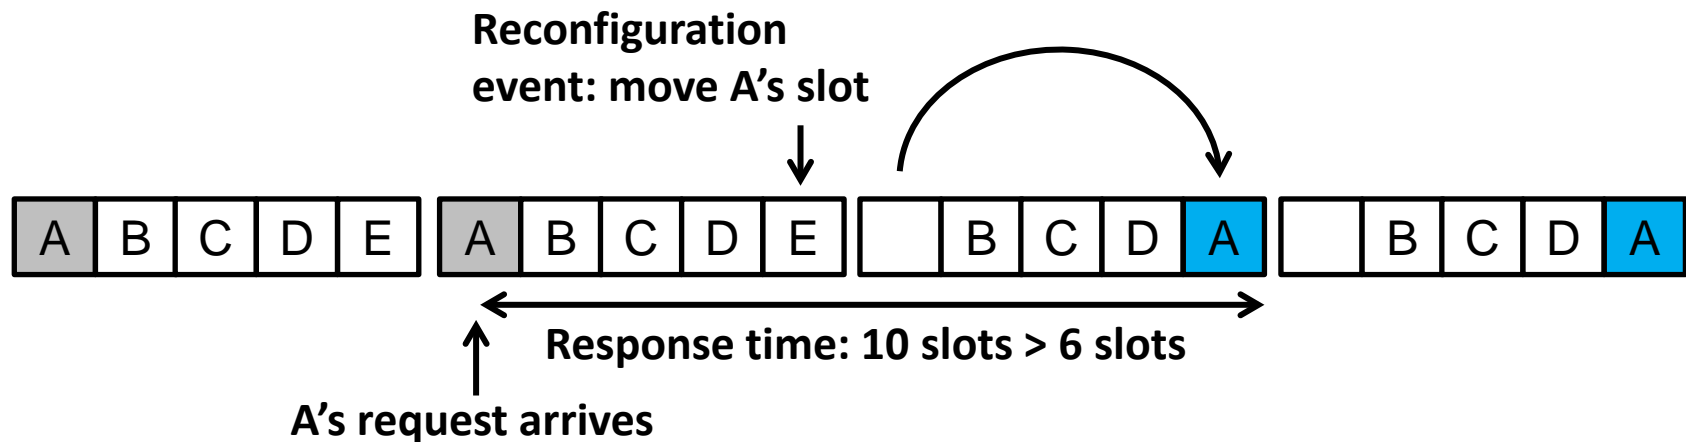 Reconfiguration
event: move A’s slot
A B C D E A B C D E B C D A B C D A
Response time: 10 slots > 6 slots
A’s request arrives